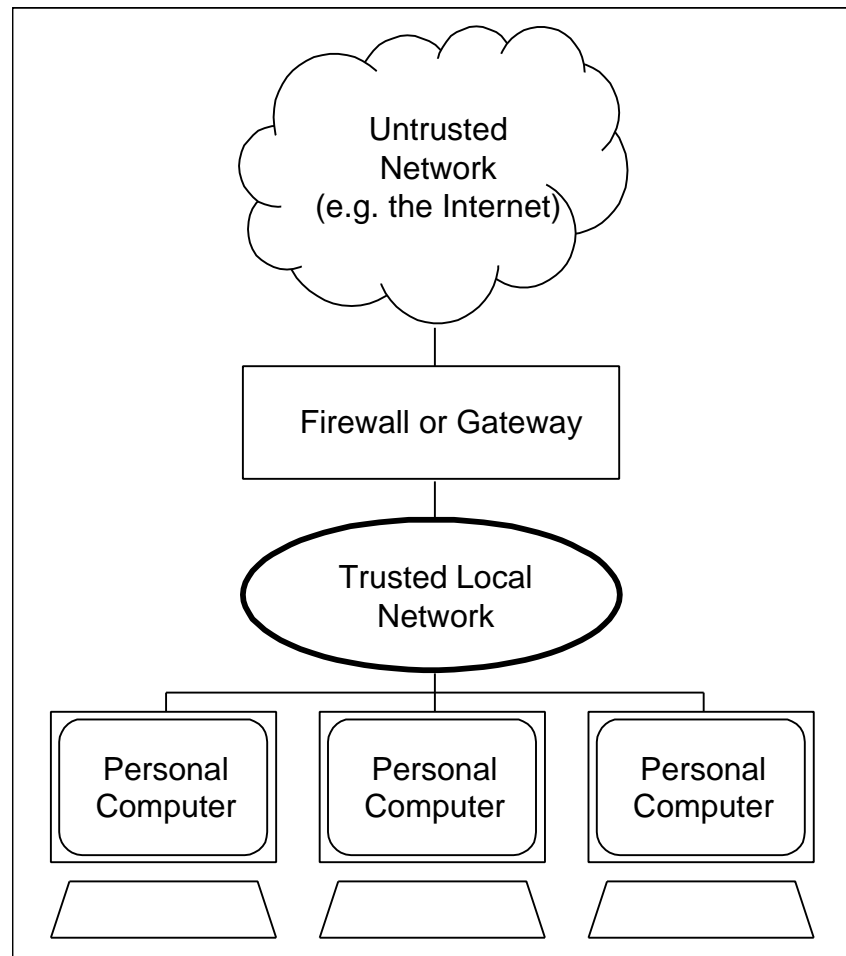 Untrusted
Network
(e.g. the Internet)
Firewall or Gateway
Trusted Local
Network
Personal
Computer
Personal
Computer
Personal
Computer